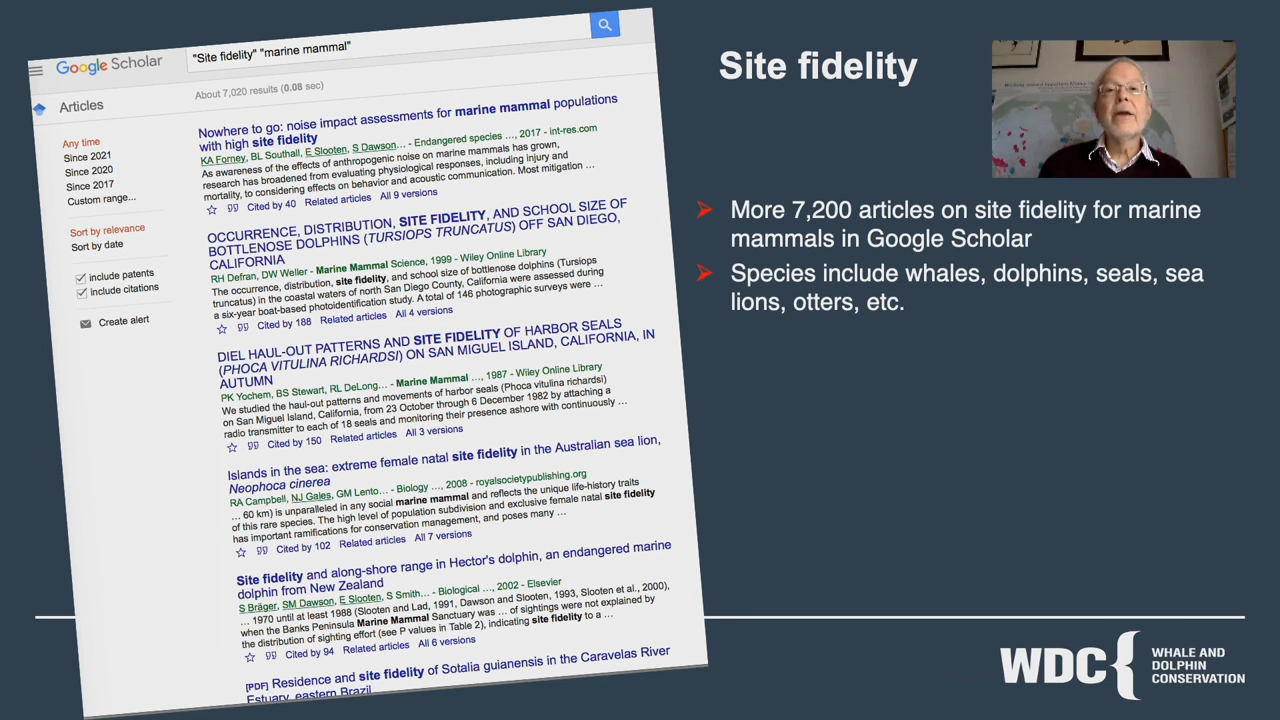 Google Scholar
"Site fidelity" "marine mammal"
Articles
About 7,020 results (0.08 sec)
Any time
Since 2021
Since 2020
Since 2017
Custom range...
Sort by relevance
Sort by date
include patents
include citations
Create alert
Nowhere to go: noise impact assessments for marine mammal populations
with high site fidelity
KA Forney, BL Southall, E Slooten, S Dawson... - Endangered species ..., 2017 - int-res.com
As awareness of the effects of anthropogenic noise on marine mammals has grown,
research has broadened from evaluating physiological responses, including injury and
mortality, to considering effects on behavior and acoustic communication. Most mitigation ...
Cited by 40 Related articles All 9 versions
OCCURRENCE, DISTRIBUTION, SITE FIDELITY, AND SCHOOL SIZE OF
BOTTLENOSE DOLPHINS (TURSIOPS TRUNCATUS) OFF SAN DIEGO,
CALIFORNIA
RH Defran, DW Weller - Marine Mammal Science, 1999 - Wiley Online Library
The occurrence, distribution, site fidelity, and school size of bottlenose dolphins (Tursiops
truncatus) in the coastal waters of north San Diego County, California were assessed during
a six-year boat-based photoidentification study. A total of 146 photographic surveys were ...
Cited by 188 Related articles All 4 versions
DIEL HAUL-OUT PATTERNS AND SITE FIDELITY OF HARBOR SEALS
(PHOCA VITULINA RICHARDSI) ON SAN MIGUEL ISLAND, CALIFORNIA, IN
AUTUMN
PK Yochem, BS Stewart, RL DeLong... - Marine Mammal ..., 1987 - Wiley Online Library
We studied the haul-out patterns and movements of harbor seals (Phoca vitulina richardsi)
on San Miguel Island, California, from 23 October through 6 December 1982 by attaching a
radio transmitter to each of 18 seals and monitoring their presence ashore with continuously ...
Cited by 150 Related articles All 3 versions
Islands in the sea: extreme female natal site fidelity in the Australian sea lion,
Neophoca cinerea
RA Campbell, NJ Gales, GM Lento... - Biology ..., 2008 - royalsocietypublishing.org
... 60 km) is unparalleled in any social marine mammal and reflects the unique life-history traits
of this rare species. The high level of population subdivision and exclusive female natal site fidelity
has important ramifications for conservation management, and poses many ...
Cited by 102 Related articles All 7 versions
Site fidelity and along-shore range in Hector's dolphin, an endangered marine
dolphin from New Zealand
S Bräger, SM Dawson, E Slooten, S Smith... - Biological ..., 2002 - Elsevier
... 1970 until at least 1988 (Slooten and Lad, 1991, Dawson and Slooten, 1993, Slooten et al., 2000),
when the Banks Peninsula Marine Mammal Sanctuary was ... of sightings were not explained by
the distribution of sighting effort (see P values in Table 2), indicating site fidelity to a ...
Cited by 94 Related articles All 6 versions
[PDF] Residence and site fidelity of Sotalia guianensis in the Caravelas River
Estuary, eastern Brazil
Site fidelity
More 7,200 articles on site fidelity for marine
mammals in Google Scholar
Species include whales, dolphins, seals, sea
lions, otters, etc.
WDC
WHALE AND
DOLPHIN
CONSERVATION